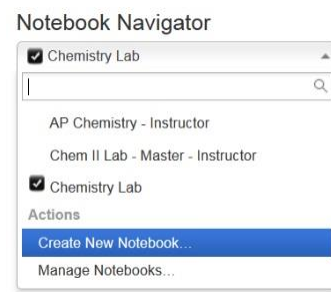 Notebook Navigator
Chemistry Lab
AP Chemistry - Instructor
Chem II Lab - Master - Instructor
Chemistry Lab
Actions
Create New Notebook...
Manage Notebooks...